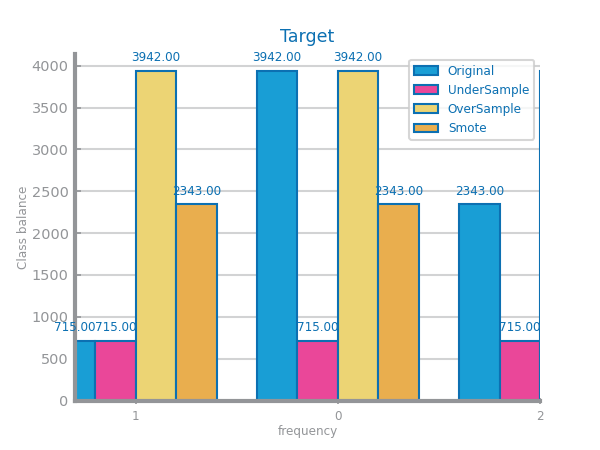 Target
3942.00 3942.00 3942.00
Original
UnderSample
OverSample
Smote
2343.00 2343.00 2343.00
715.00 715.00 715.00 715.00
4000
3500
3000
2500
2000
1500
1000
500
0
Class balance
1 0 2
frequency